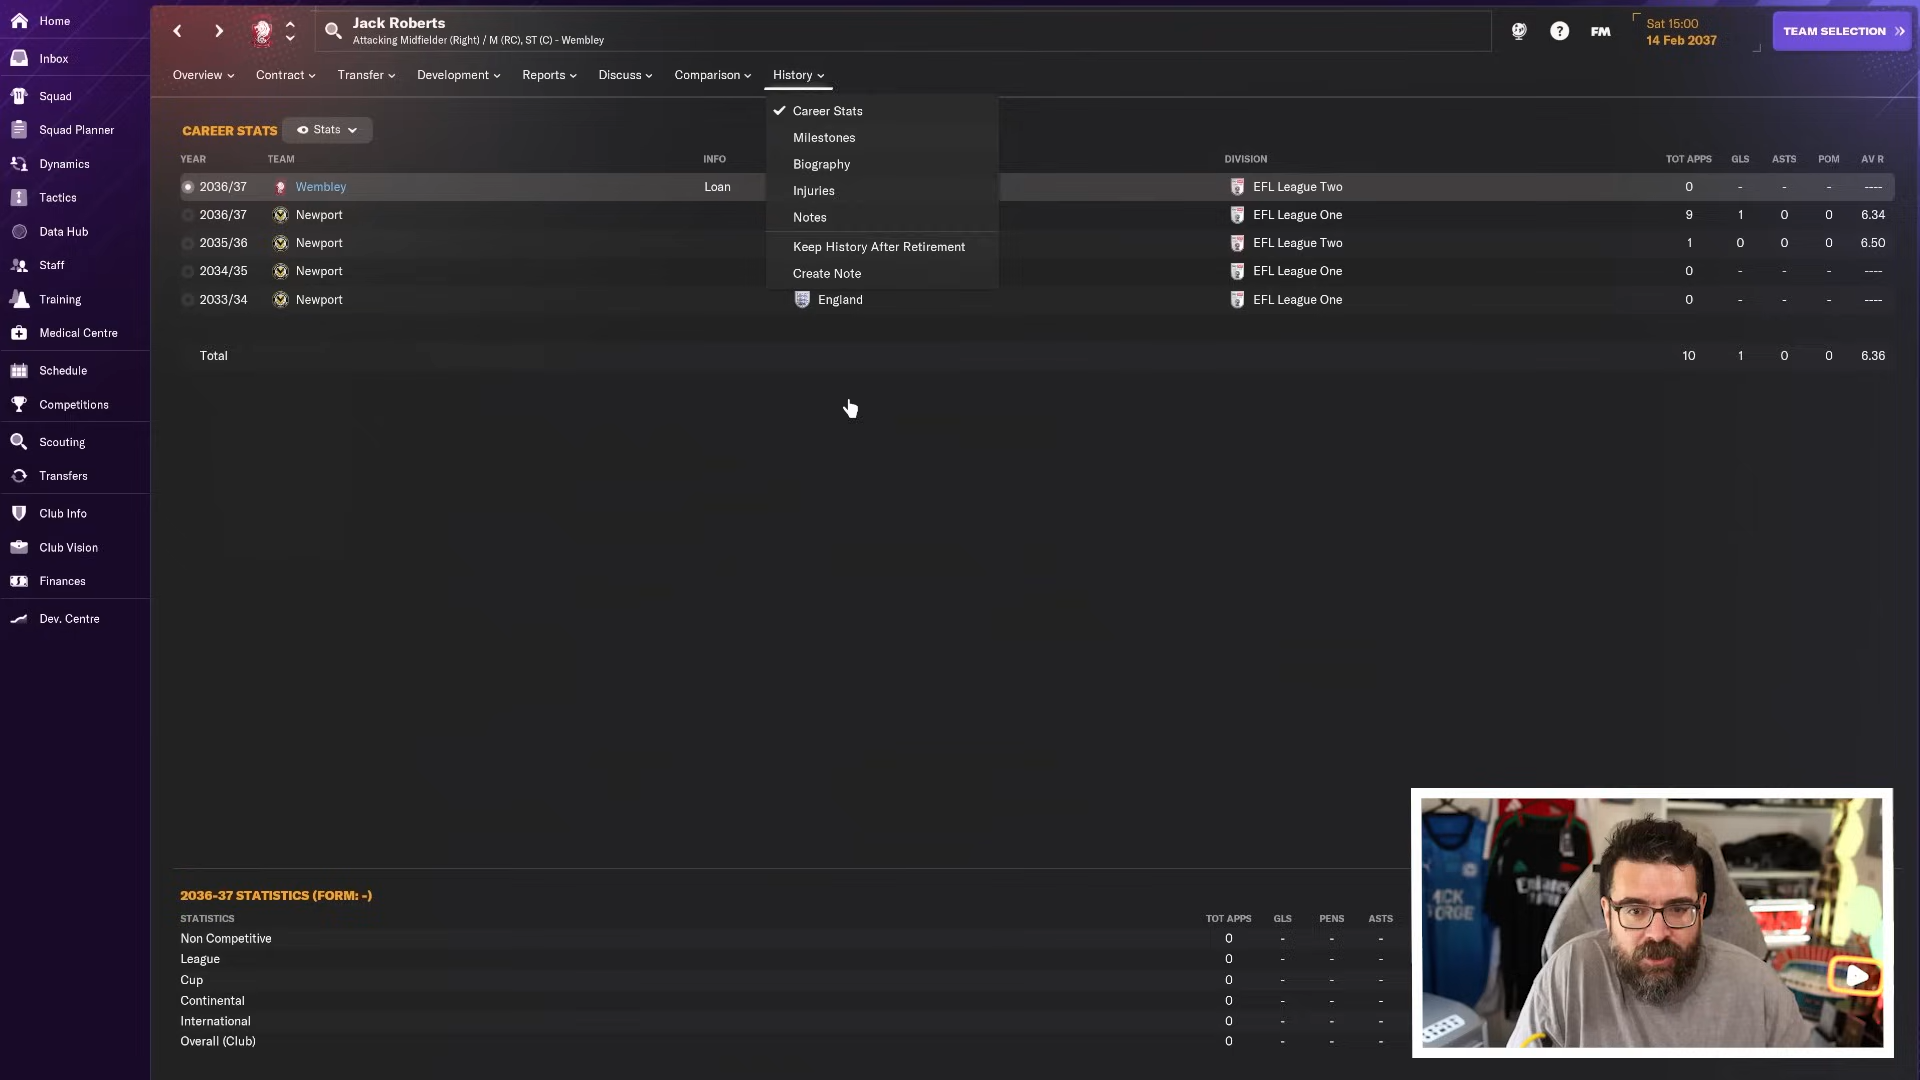 Home
Inbox
Squad
Squad Planner
Dynamics
Tactics
Data Hub
Staff
Training
Medical Centre
Schedule
Competitions
Scouting
Transfers
Club Info
Club Vision
Finances
Dev. Centre
Jack Roberts
Attacking Midfielder (Right) / M (RC), ST (C) - Wembley
? FM
Sat 15:00
14 Feb 2037
TEAM SELECTION
Overview Contract Transfer Development Reports Discuss Comparison History
Career Stats
Milestones
Biography
Injuries
Notes
Keep History After Retirement
Create Note
CAREER STATS Stats
YEAR TEAM INFO DIVISION TOT APPS GLS ASTS POM AV R
2036/37 Wembley Loan EFL League Two 0 - - - ----
2036/37 Newport EFL League One 9 1 0 0 6.34
2035/36 Newport EFL League Two 1 0 0 0 6.50
2034/35 Newport EFL League One 0 - - - ----
2033/34 Newport England EFL League One 0 - - - ----
Total 10 1 0 0 6.36
2036-37 STATISTICS (FORM: -)
STATISTICS TOT APPS GLS PENS ASTS
Non Competitive 0 - - -
League 0 - - -
Cup 0 - - -
Continental 0 - - -
International 0 - - -
Overall (Club) 0 - - -